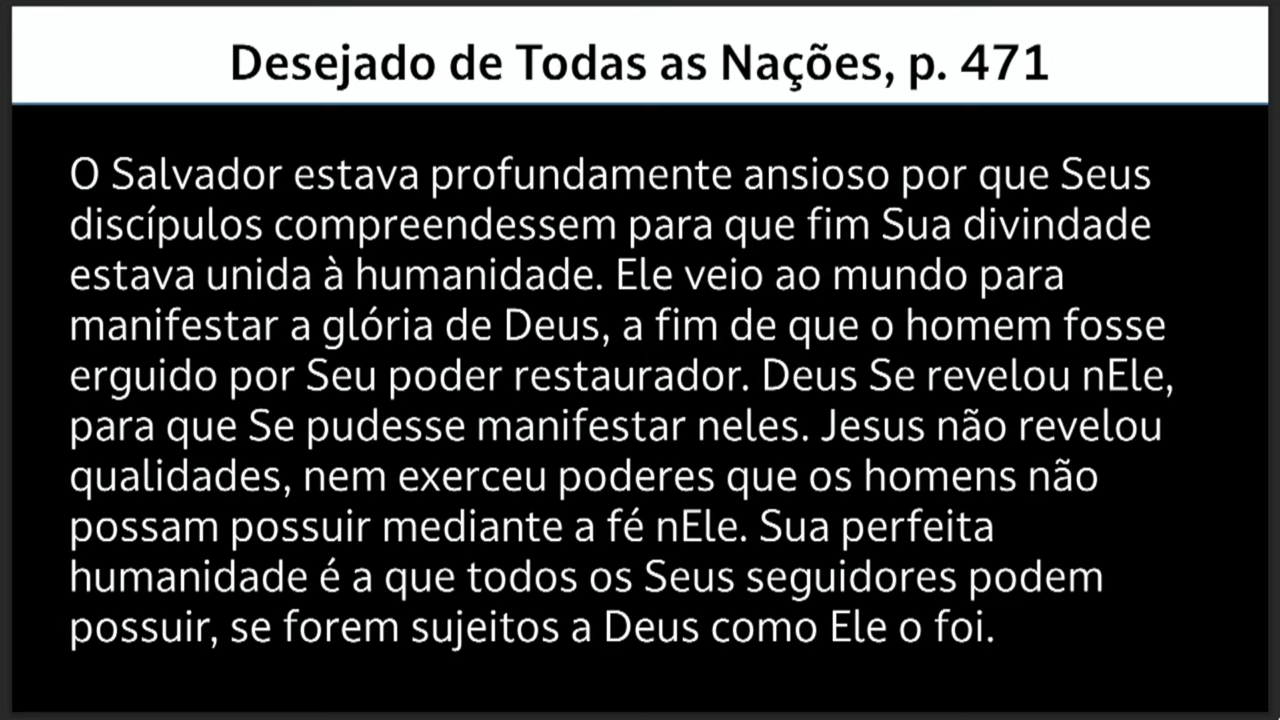 Desejado de Todas as Nações, p. 471
O Salvador estava profundamente ansioso por que Seus
discípulos compreendessem para que fim Sua divindade
estava unida à humanidade. Ele veio ao mundo para
manifestar a glória de Deus, a fim de que o homem fosse
erguido por Seu poder restaurador. Deus Se revelou nEle,
para que Se pudesse manifestar neles. Jesus não revelou
qualidades, nem exerceu poderes que os homens não
possam possuir mediante a fé nEle. Sua perfeita
humanidade é a que todos os Seus seguidores podem
possuir, se forem sujeitos a Deus como Ele o foi.